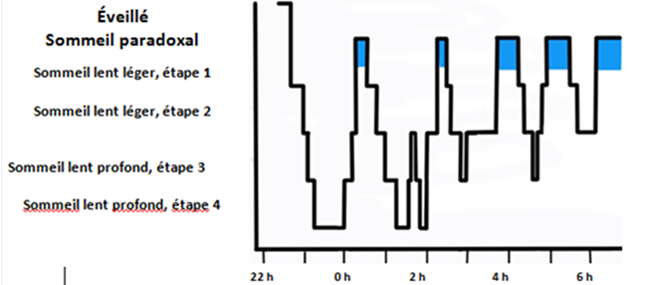 Éveillé
Sommeil paradoxal
Sommeil lent léger, étape 1
Sommeil lent léger, étape 2
Sommeil lent profond, étape 3
Sommeil lent profond, étape 4
22 h 0 h 2 h 4 h 6 h